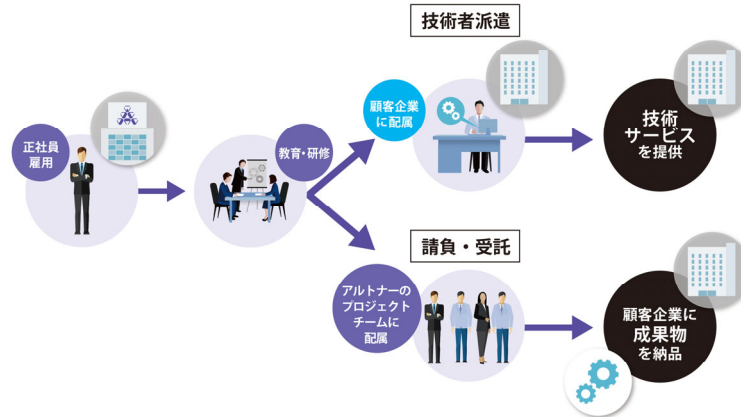 技術者派遣
正社員
雇用
教育・研修
顧客企業
に配属
技術
サービス
を提供
請負・受託
アルトナーの
プロジェクト
チームに
配属
顧客企業に
成果物
を納品